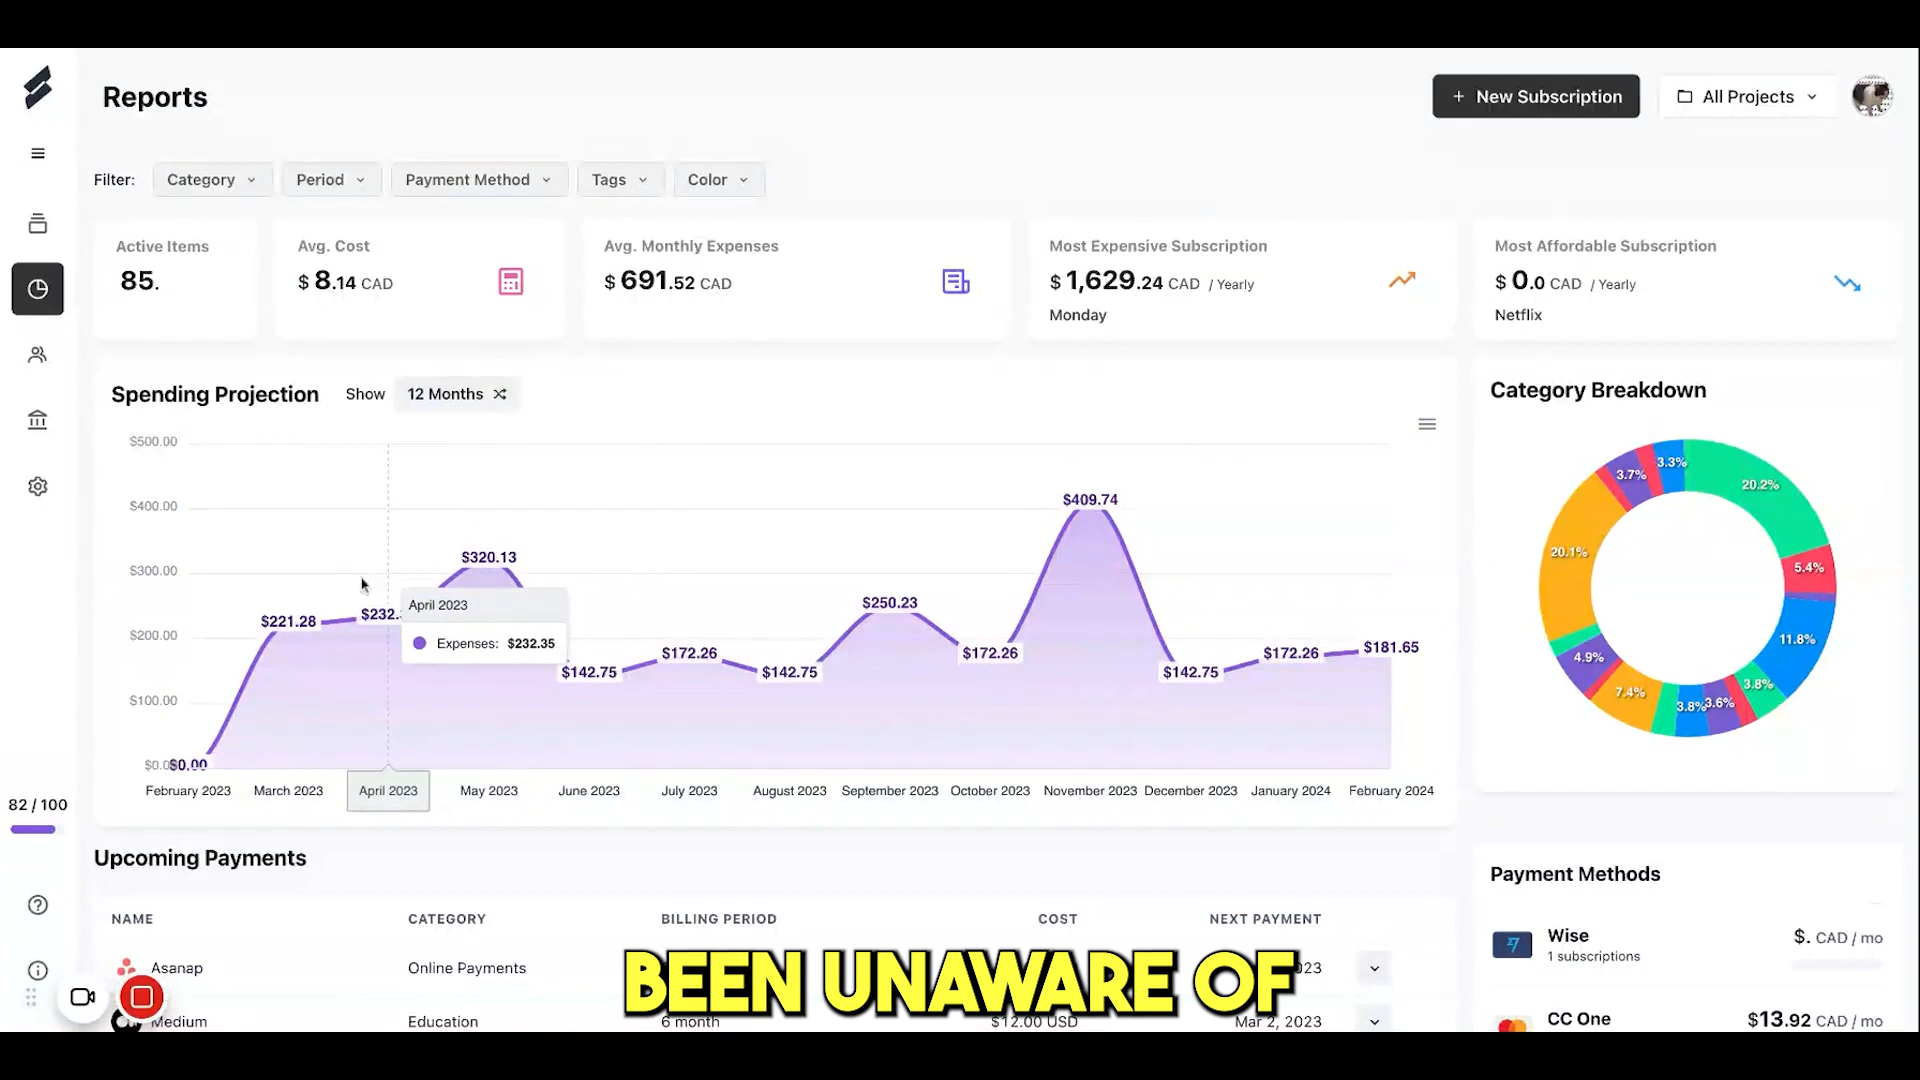 Reports
+ New Subscription
All Projects
Filter:
Category
Period
Payment Method
Tags
Color
Active Items
85.
Avg. Cost
$ 8.14 CAD
Avg. Monthly Expenses
$ 691.52 CAD
Most Expensive Subscription
$ 1,629.24 CAD / Yearly
Monday
Most Affordable Subscription
$ 0.0 CAD / Yearly
Netflix
Spending Projection
Show
12 Months
$500.00
$400.00
$300.00
$200.00
$100.00
$0.00
$221.28
$320.13
$142.75
$172.26
$142.75
$250.23
$172.26
$409.74
$142.75
$172.26
$181.65
April 2023
Expenses: $232.35
February 2023
March 2023
April 2023
May 2023
June 2023
July 2023
August 2023
September 2023
October 2023
November 2023
December 2023
January 2024
February 2024
Category Breakdown
3.7%
3.3%
20.2%
20.1%
5.4%
11.8%
4.9%
3.8%
7.4%
3.8%
3.6%
82 / 100
Upcoming Payments
NAME
CATEGORY
BILLING PERIOD
COST
NEXT PAYMENT
Asanap
Online Payments
Medium
Education
6 month
$12.00 USD
Mar 2, 2023
BEEN UNAWARE OF
Payment Methods
Wise
1 subscriptions
$. CAD / mo
CC One
$13.92 CAD / mo